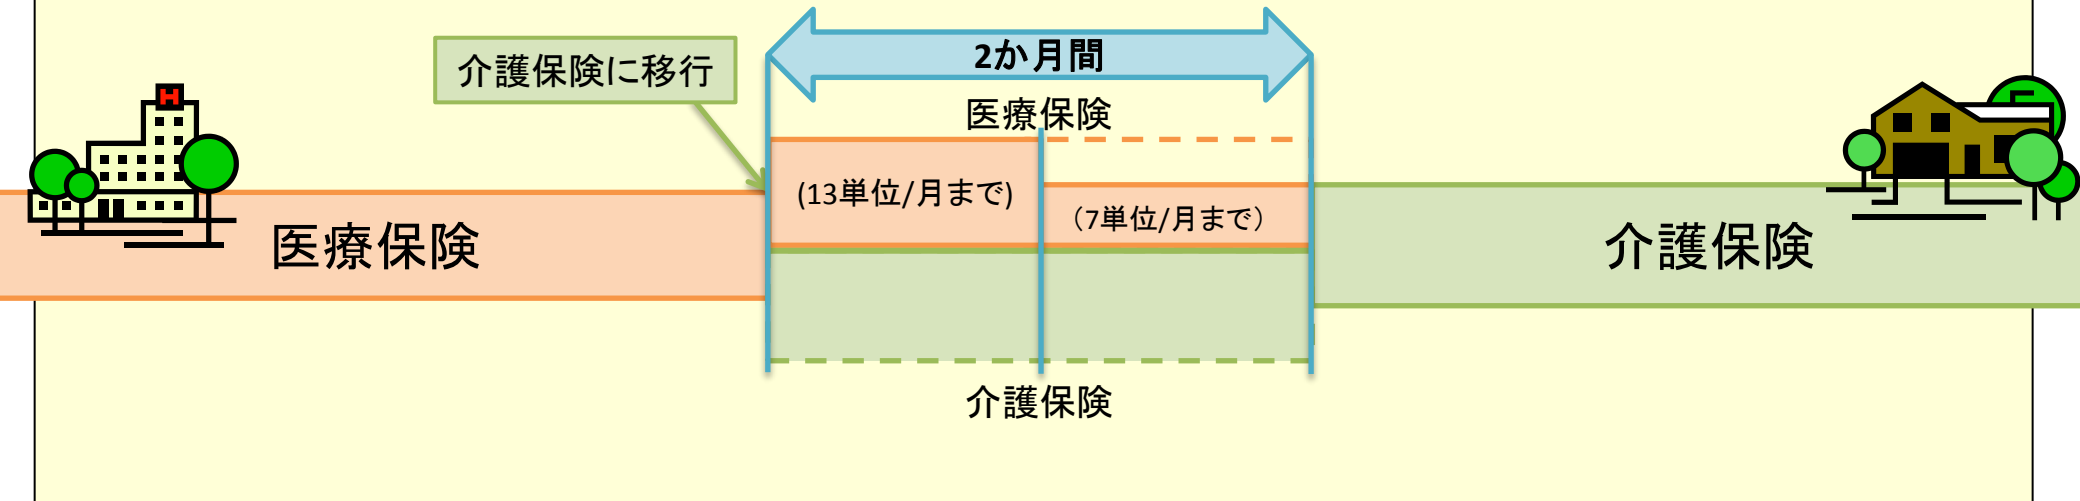 2か月間
介護保険に移行
医療保険
H
(13単位/月まで)
（7単位/月まで）
医療保険
介護保険
介護保険